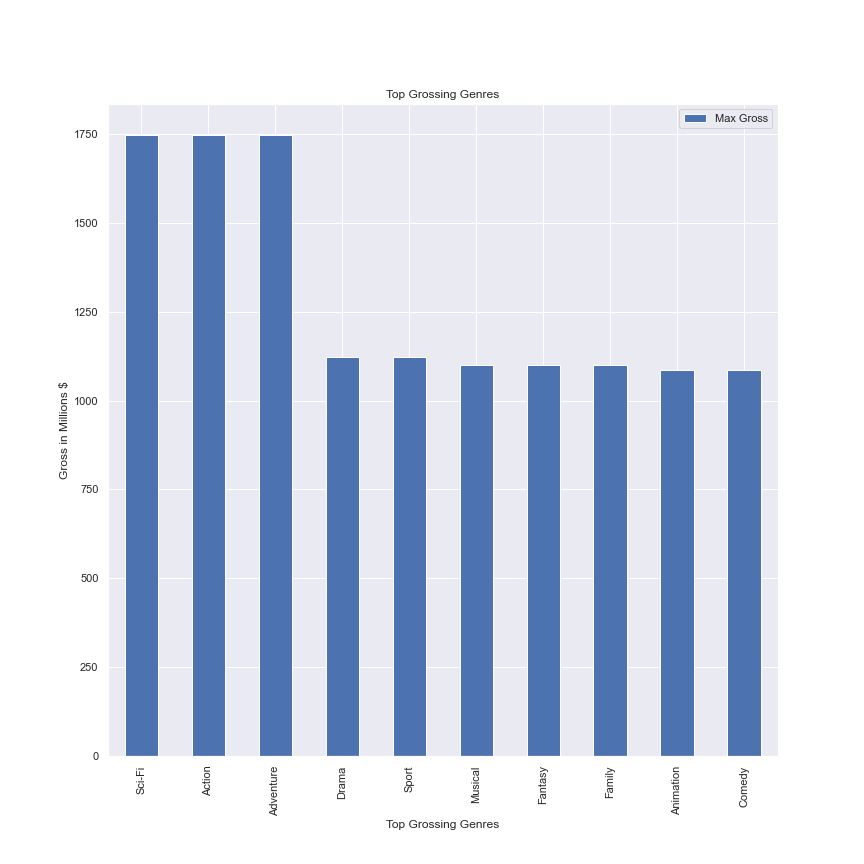 Top Grossing Genres
Max Gross
Gross in Millions $
1750
1500
1250
1000
750
500
250
0
Sci-Fi
Action
Adventure
Drama
Sport
Musical
Fantasy
Family
Animation
Comedy
Top Grossing Genres